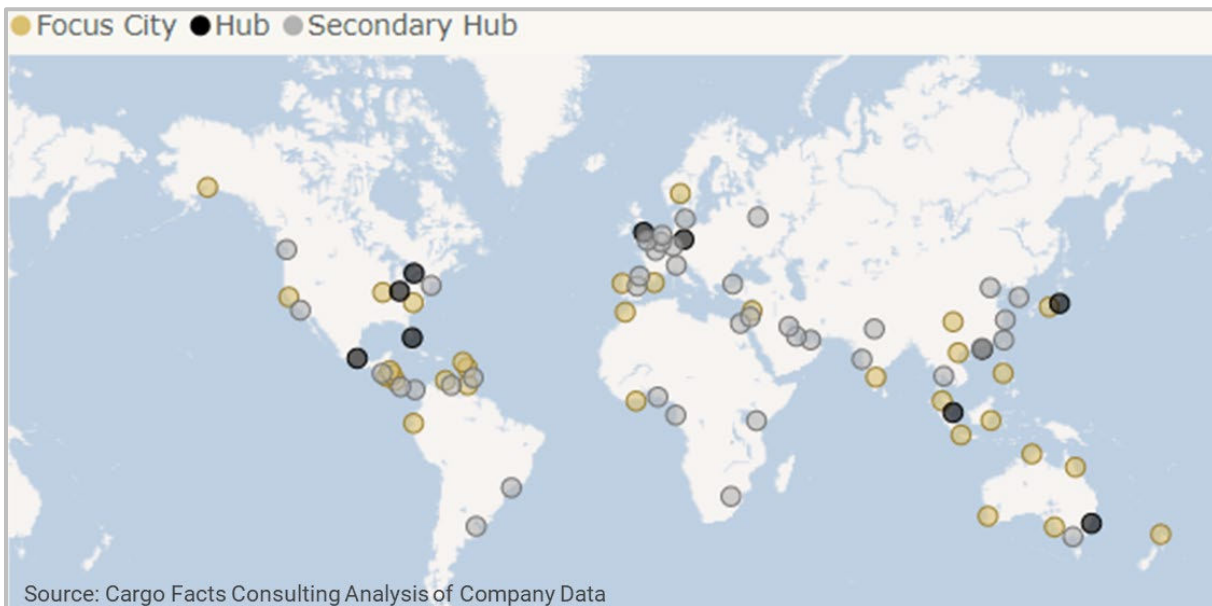 Focus City Hub Secondary Hub
Source: Cargo Facts Consulting Analysis of Company Data